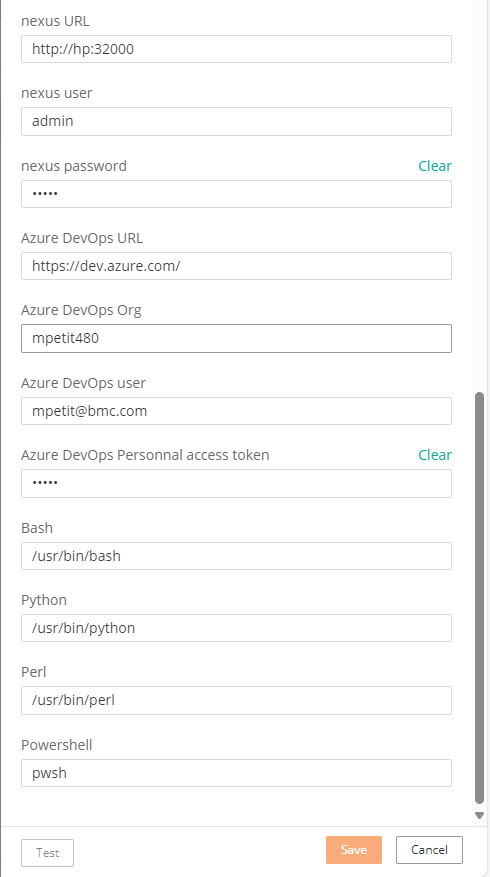 nexus URL
http://hp:32000
nexus user
admin
nexus password Clear
•••••
Azure DevOps URL
https://dev.azure.com/
Azure DevOps Org
mpetit480
Azure DevOps user
mpetit@bmc.com
Azure DevOps Personnal access token Clear
•••••
Bash
/usr/bin/bash
Python
/usr/bin/python
Perl
/usr/bin/perl
Powershell
pwsh
Test Save Cancel